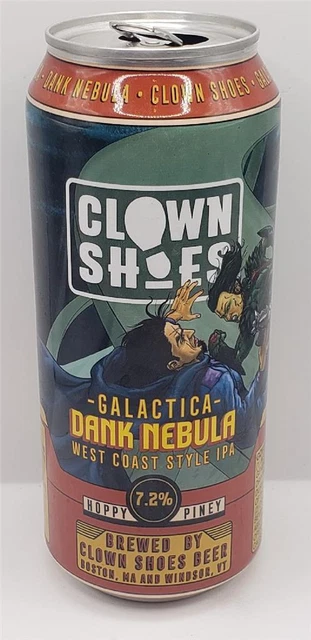 DANK NEBULA • CLOWN SHOES •
CLOWN
SHOES
-GALACTICA-
DANK NEBULA
WEST COAST STYLE IPA
7.2%
HOPPY PINEY
BREWED BY
CLOWN SHOES BEER
BOSTON, MA AND WINDSOR, VT